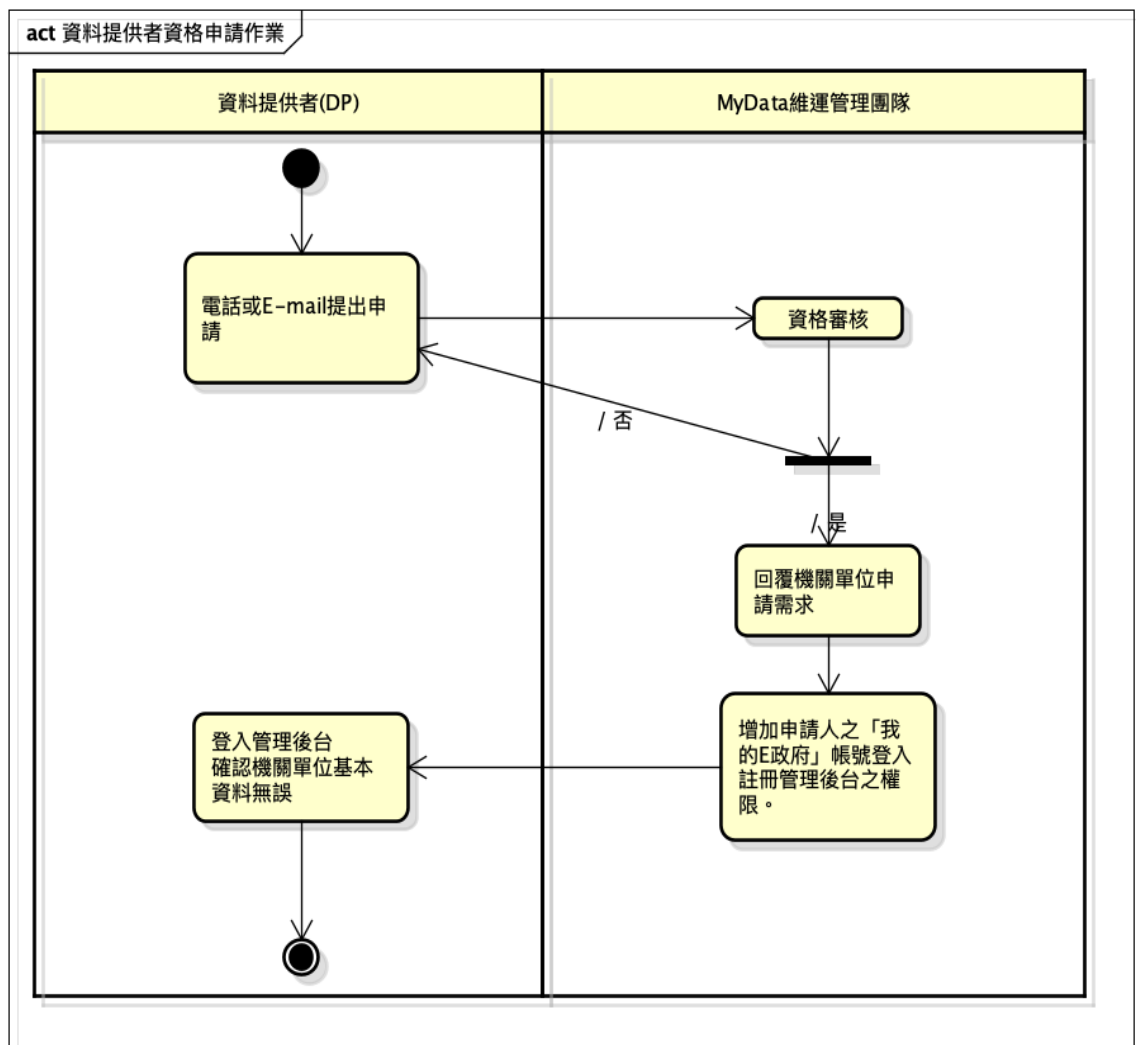 act 資料提供者資格申請作業
資料提供者(DP)
MyData維運管理團隊
電話或E-mail提出申
請
資格審核
/ 否
/ 是
回覆機關單位申
請需求
增加申請人之「我
的E政府」帳號登入
註冊管理後台之權
限。
登入管理後台
確認機關單位基本
資料無誤